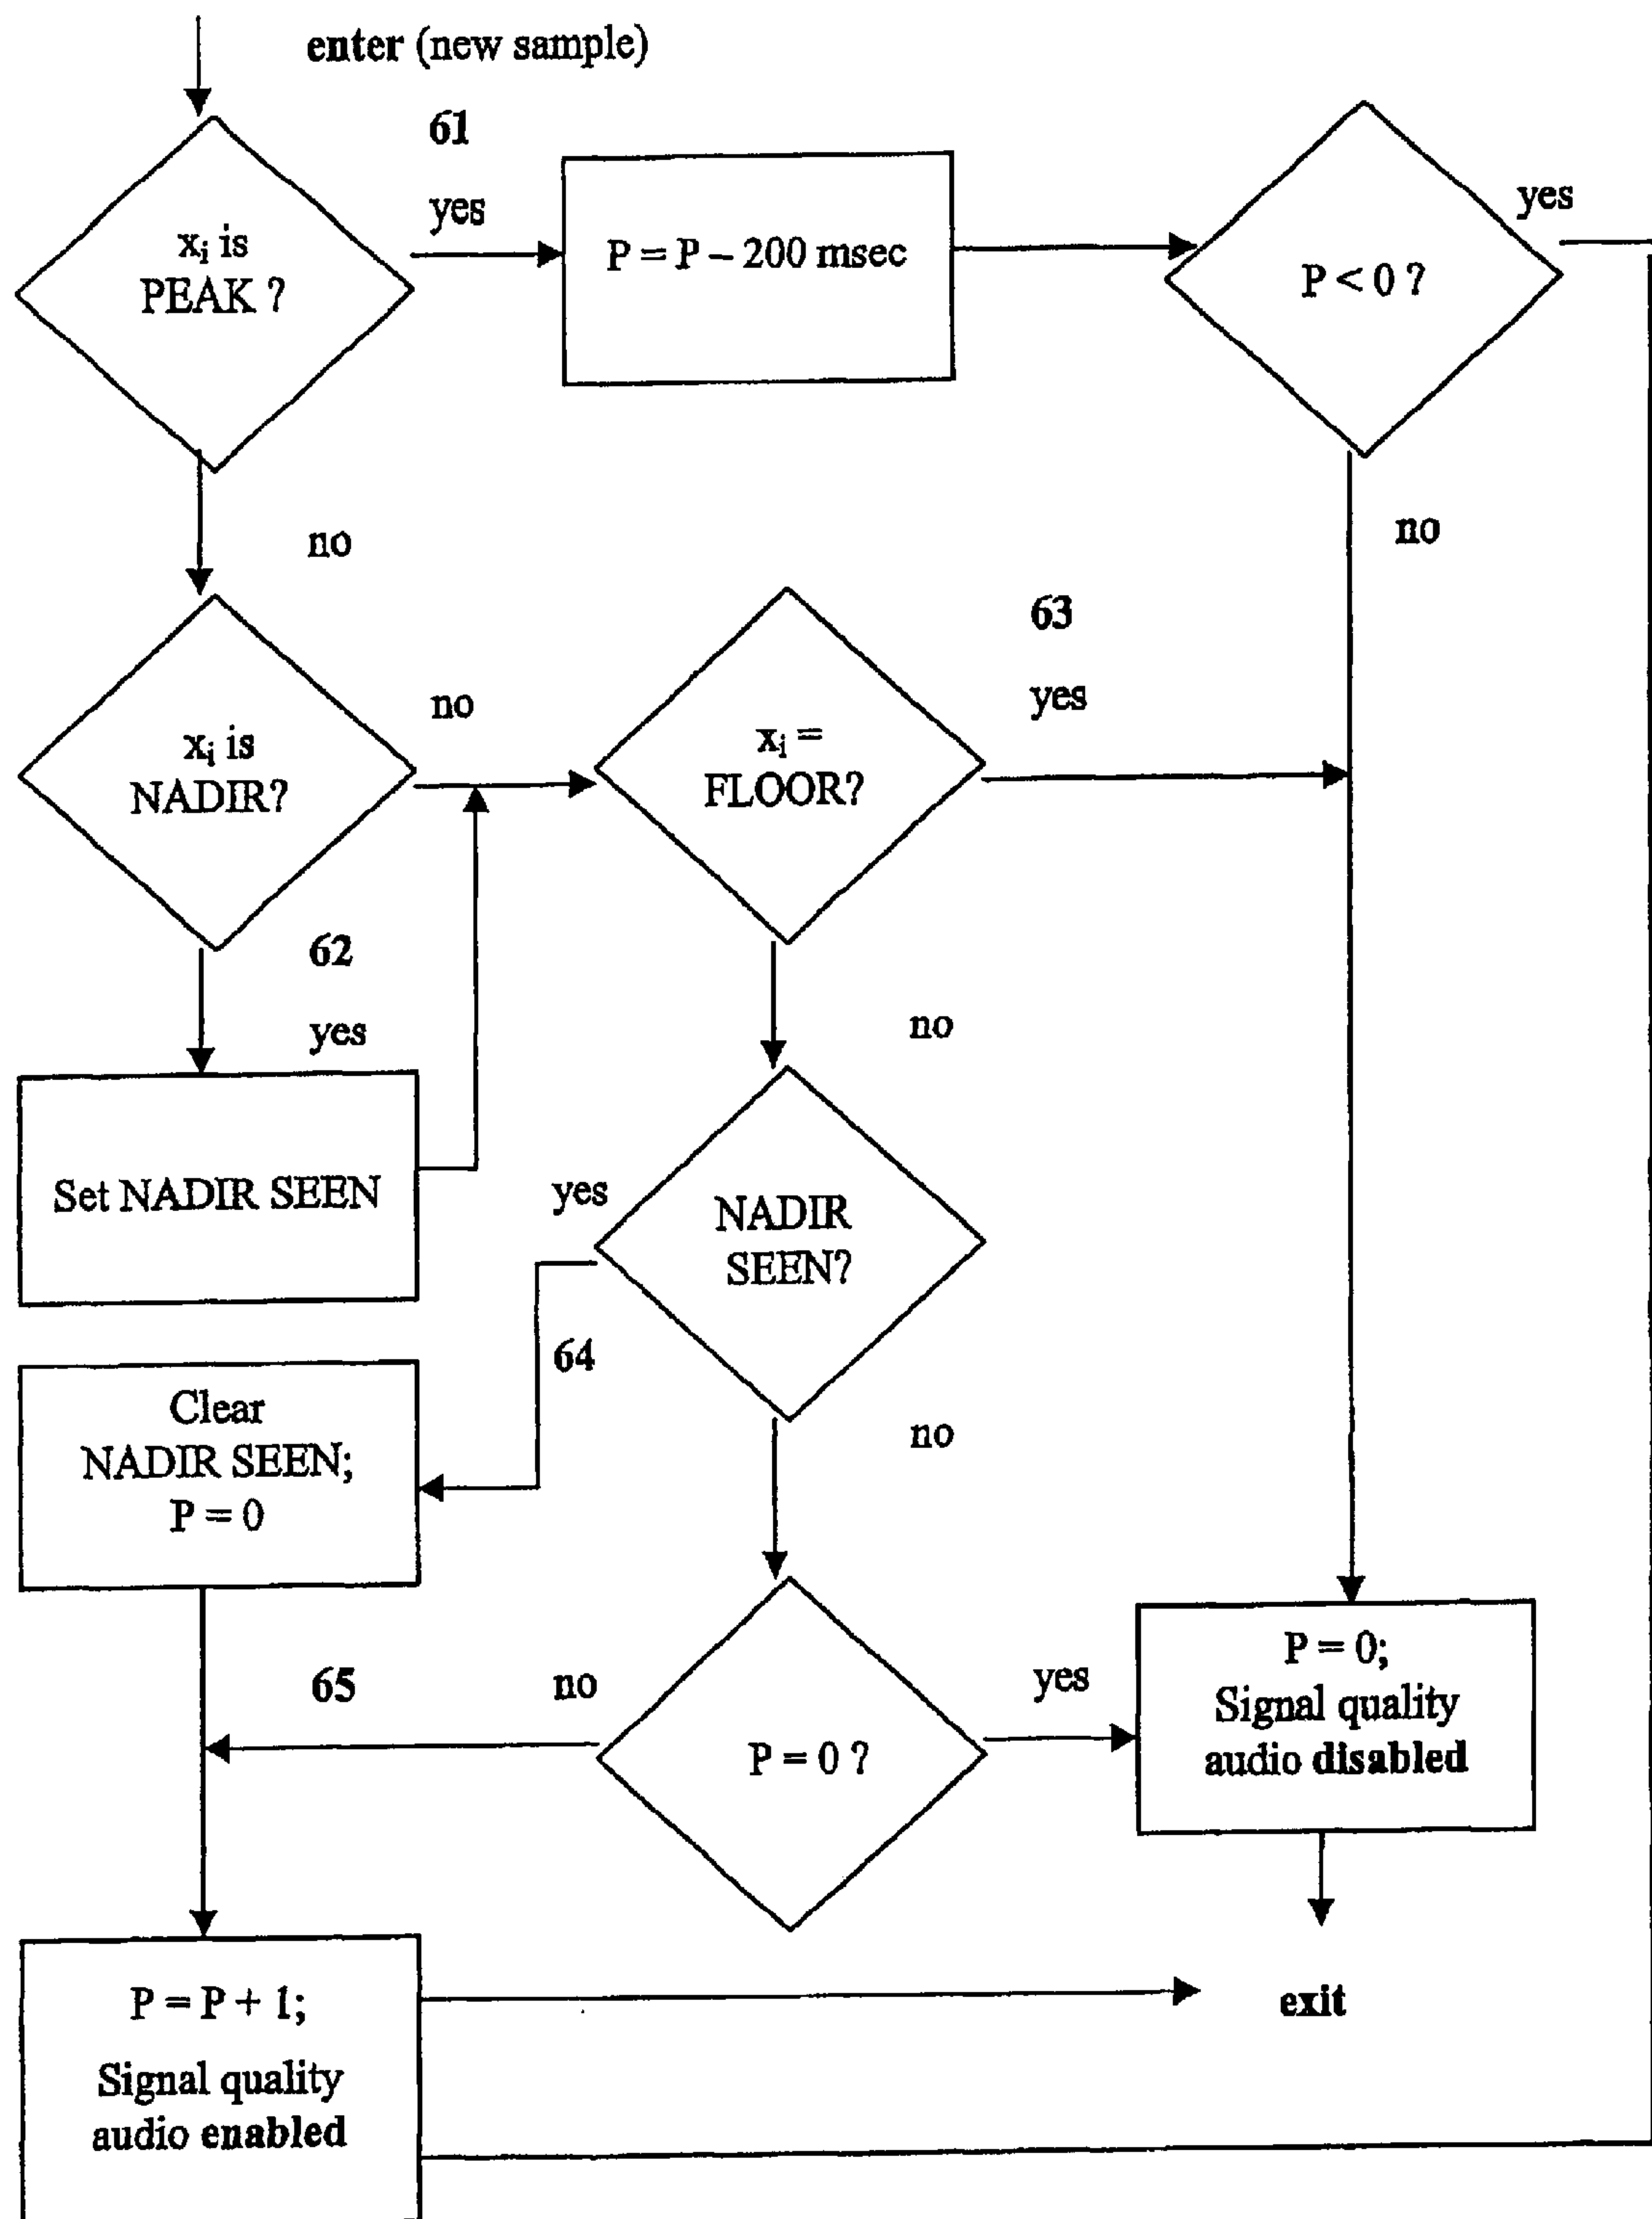 enter (new sample)
61
yes
yes
xi is
PEAK ?
P = P – 200 msec
P < 0 ?
no
no
63
no
yes
xi is
NADIR?
xi =
FLOOR?
62
yes
no
Set NADIR SEEN
yes
NADIR
SEEN?
64
Clear
NADIR SEEN;
P = 0
no
65
no
yes
P = 0 ?
P = 0;
Signal quality
audio disabled
P = P + 1;
Signal quality
audio enabled
exit